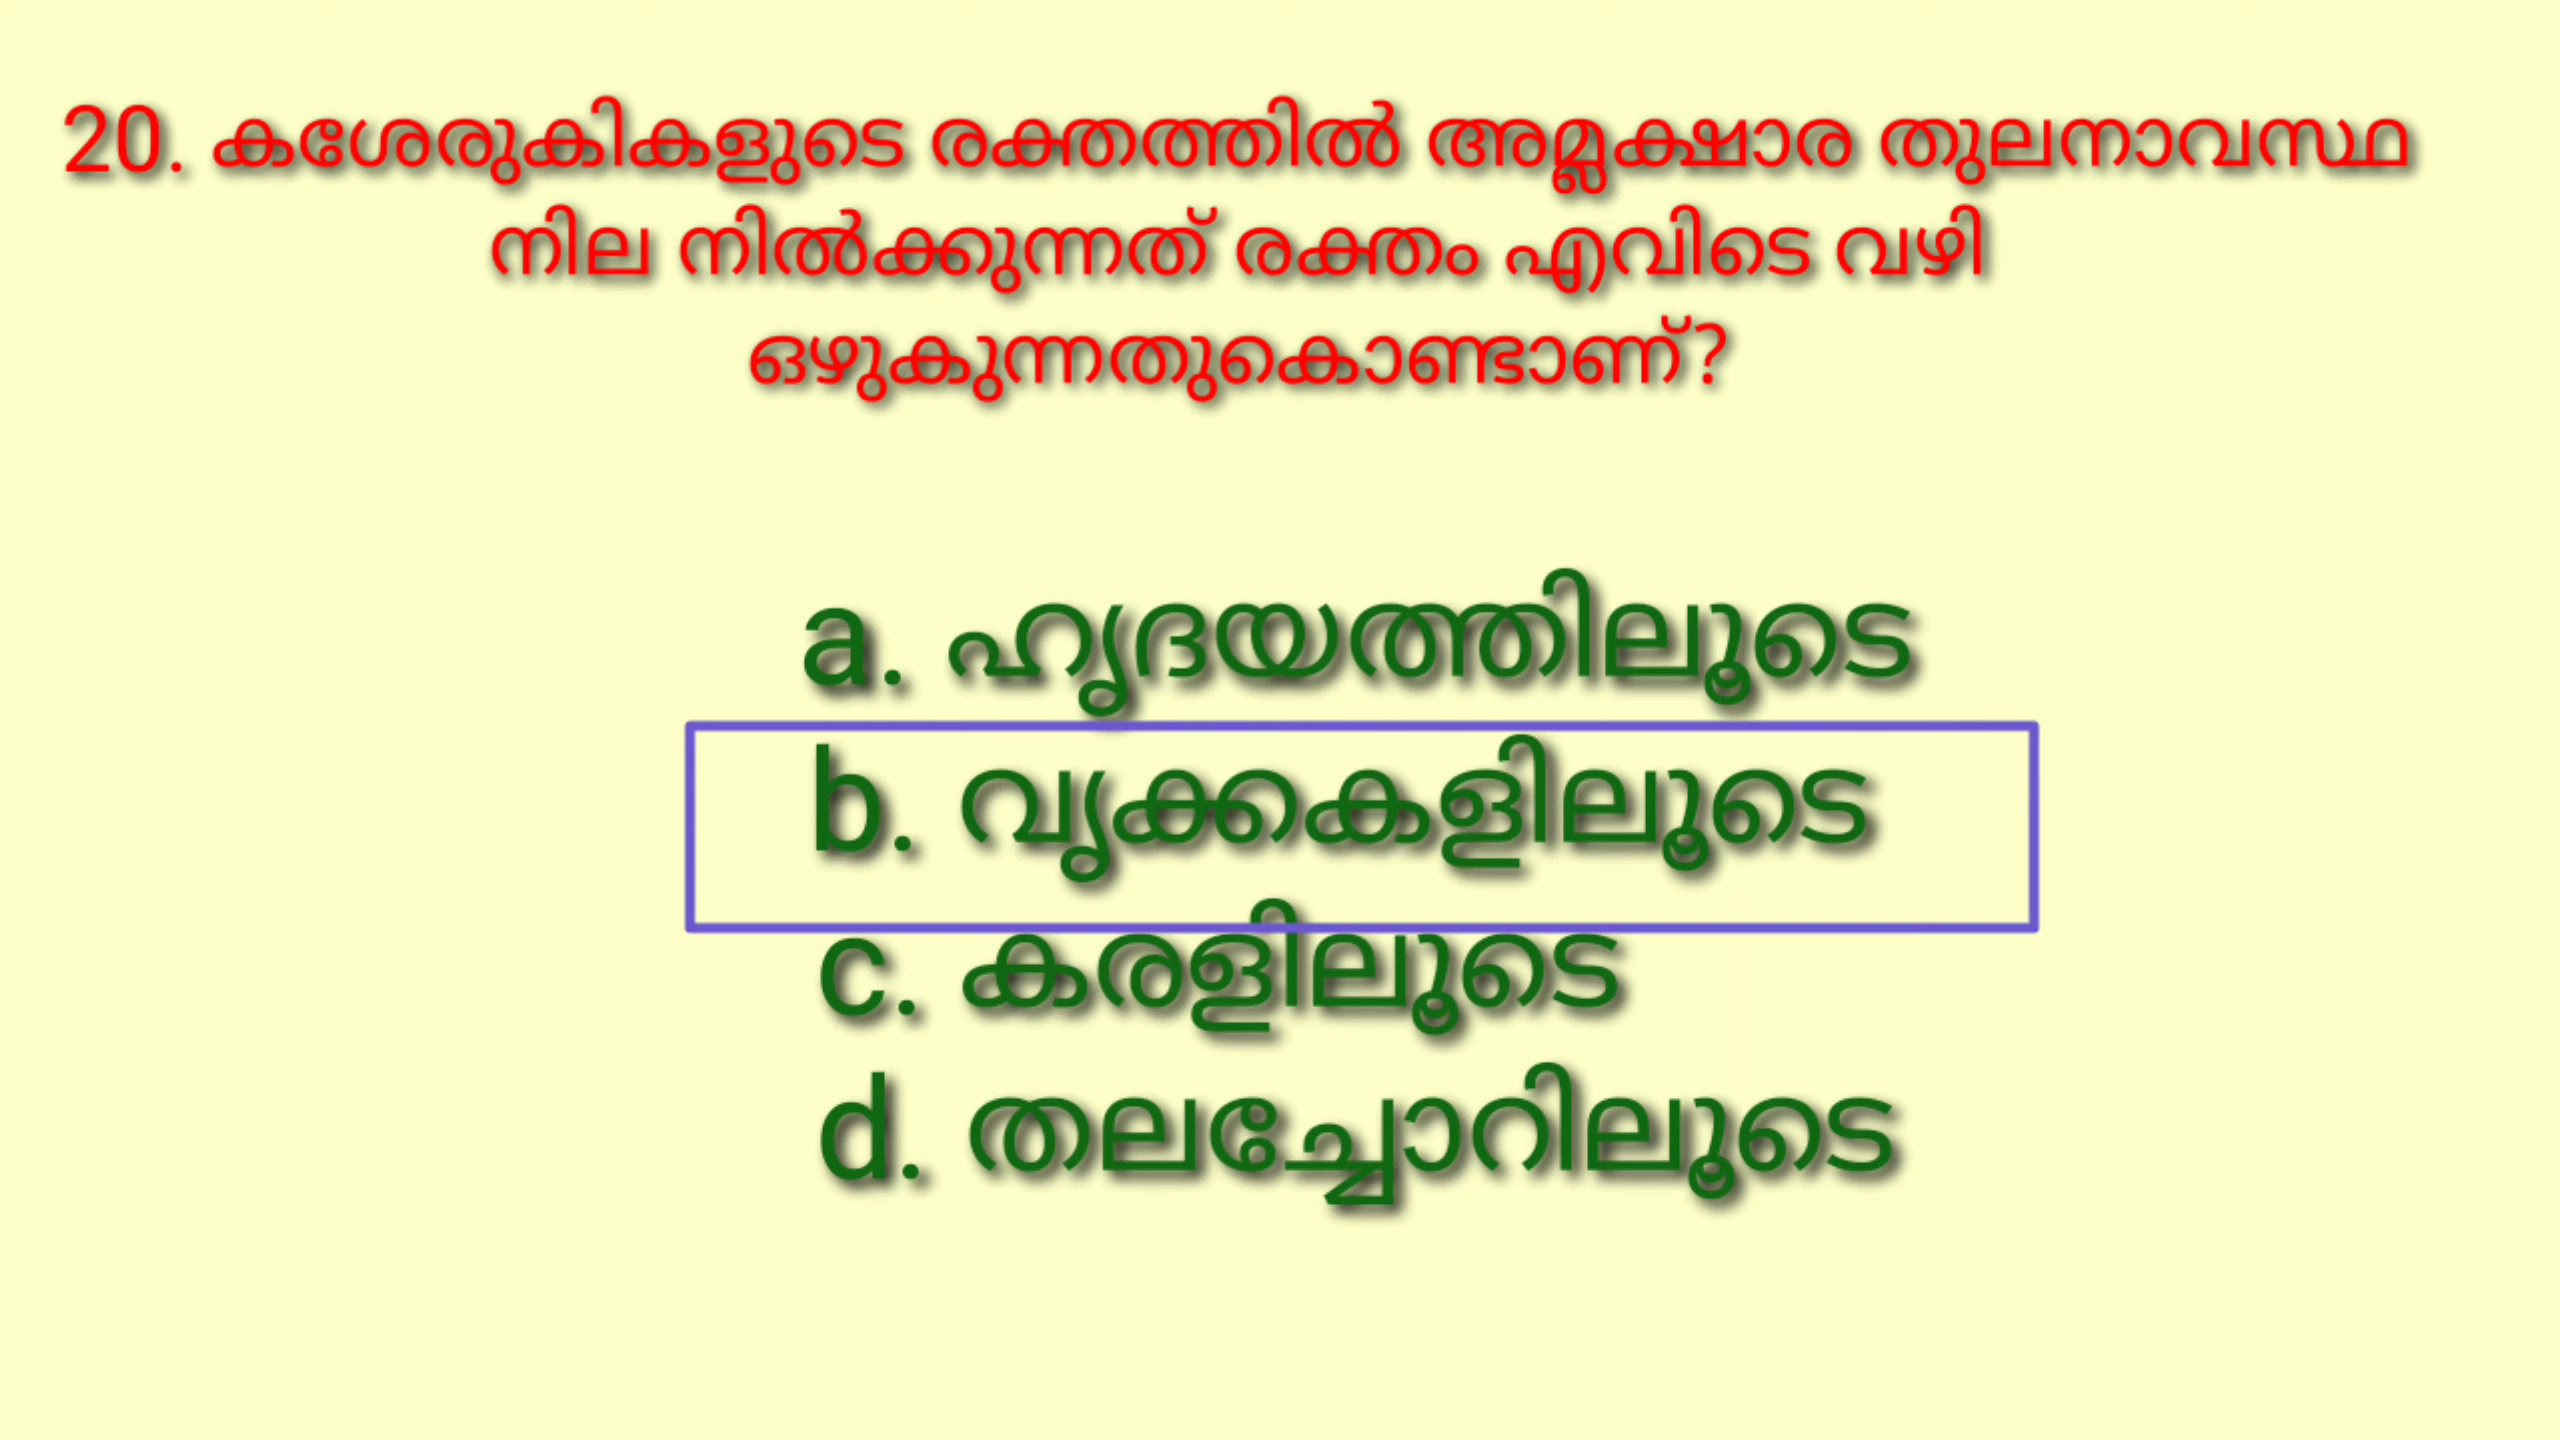 20. കശേരുകികളുടെ രക്തത്തിൽ അമ്ലക്ഷാര തുലനാവസ്ഥ
നില നിൽക്കുന്നത് രക്തം എവിടെ വഴി
ഒഴുകുന്നതുകൊണ്ടാണ്?
a. ഹൃദയത്തിലൂടെ
b. വൃക്കകളിലൂടെ
c. കരളിലൂടെ
d. തലച്ചോറിലൂടെ